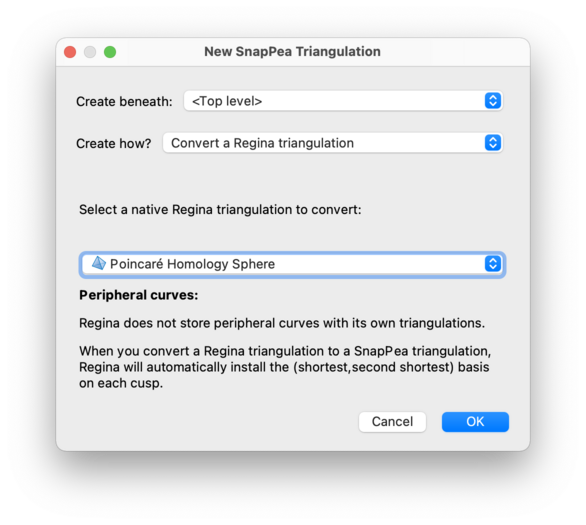 New SnapPea Triangulation
Create beneath: <Top level>
Create how? Convert a Regina triangulation
Select a native Regina triangulation to convert:
Poincaré Homology Sphere
Peripheral curves:
Regina does not store peripheral curves with its own triangulations.
When you convert a Regina triangulation to a SnapPea triangulation,
Regina will automatically install the (shortest,second shortest) basis
on each cusp.
Cancel OK